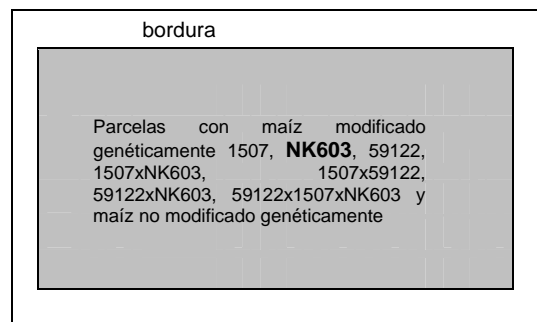 bordura
Parcelas con maíz modificado
genéticamente 1507, NK603, 59122,
1507xNK603, 1507x59122,
59122xNK603, 59122x1507xNK603 y
maíz no modificado genéticamente